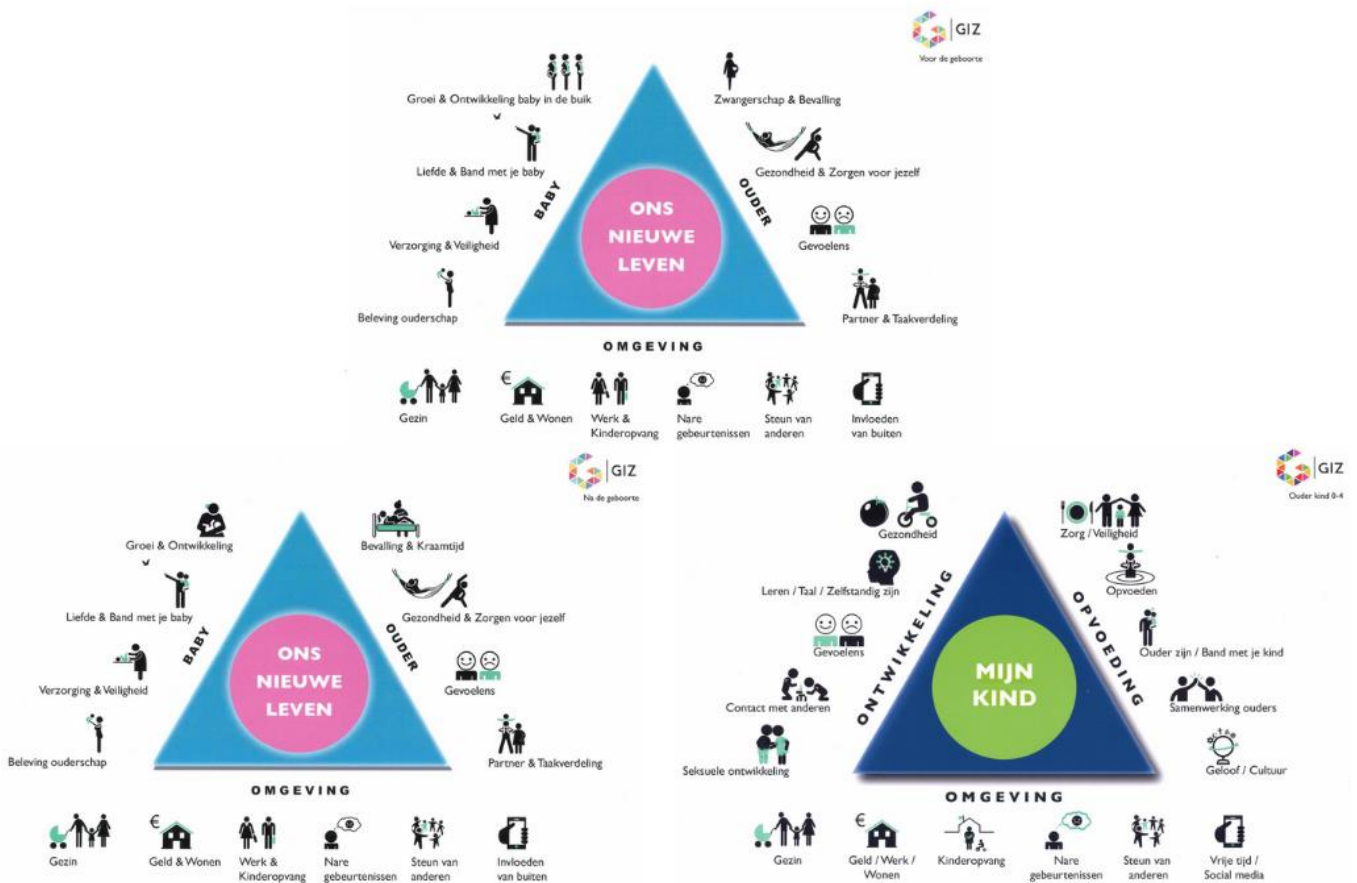 GIZ
Voor de geboorte
Groei & Ontwikkeling baby in de buik
Zwangerschap & Bevalling
Liefde & Band met je baby
Gezondheid & Zorgen voor jezelf
BABY
OUDER
ONS
NIEUWE
LEVEN
Verzorging & Veiligheid
Gevoelens
Beleving ouderschap
Partner & Taakverdeling
OMGEVING
€
Gezin
Geld & Wonen
Werk &
Kinderopvang
Nare
gebeurtenissen
Steun van
anderen
Invloeden
van buiten
GIZ
Na de geboorte
Groei & Ontwikkeling
Bevalling & Kraamtijd
Liefde & Band met je baby
Gezondheid & Zorgen voor jezelf
BABY
OUDER
ONS
NIEUWE
LEVEN
Verzorging & Veiligheid
Gevoelens
Beleving ouderschap
Partner & Taakverdeling
OMGEVING
€
Gezin
Geld & Wonen
Werk &
Kinderopvang
Nare
gebeurtenissen
Steun van
anderen
Invloeden
van buiten
GIZ
Ouder kind 0-4
Gezondheid
Zorg / Veiligheid
Leren / Taal / Zelfstandig zijn
Opvoeden
ONTWIKKELING
OPVOEDING
Gevoelens
Ouder zijn / Band met je kind
MIJN
KIND
Contact met anderen
Samenwerking ouders
Seksuele ontwikkeling
Geloof / Cultuur
OMGEVING
€
Gezin
Geld / Werk /
Wonen
Kinderopvang
Nare
gebeurtenissen
Steun van
anderen
Vrije tijd /
Social media